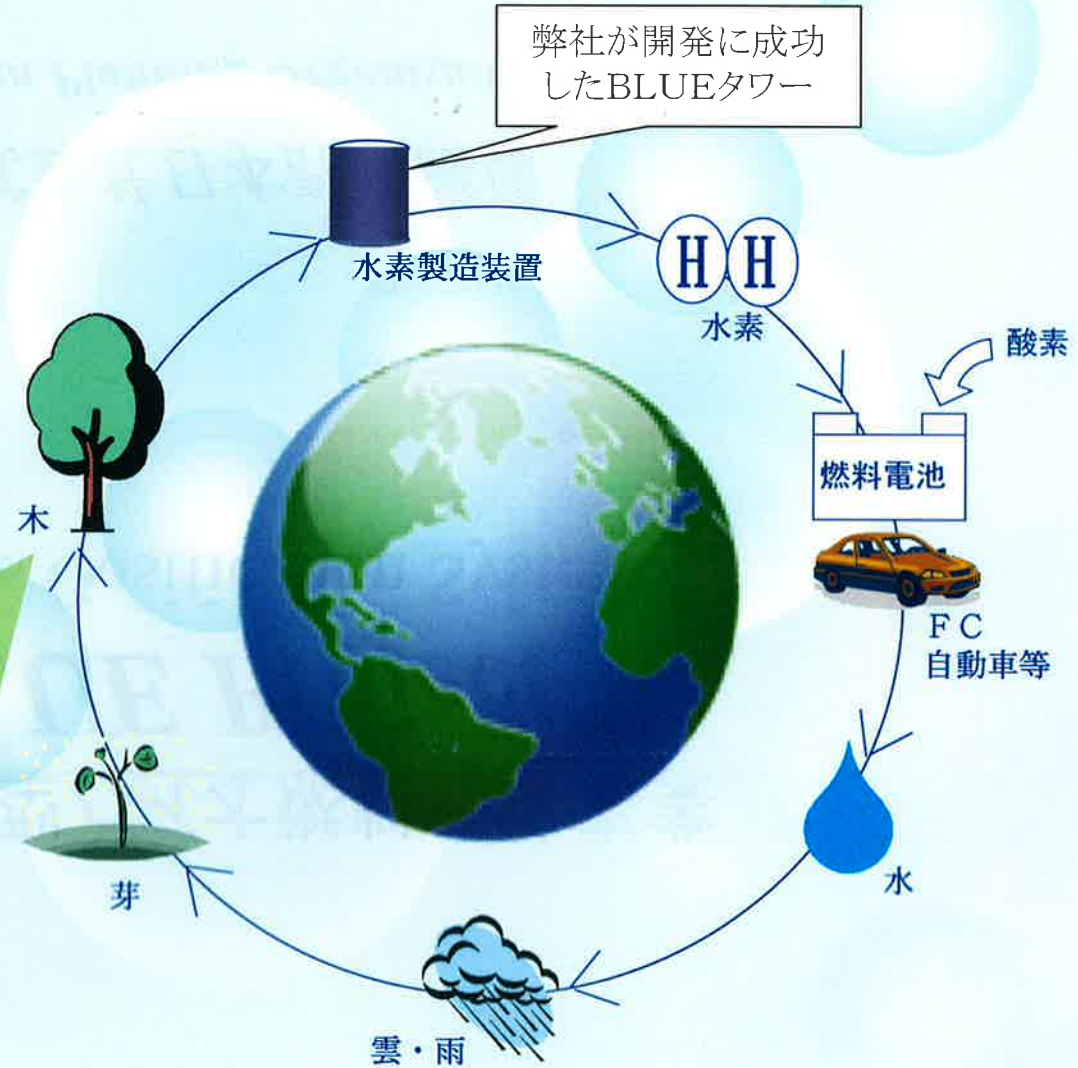 弊社が開発に成功
したBLUEタワー
水素製造装置
HH
水素
酸素
燃料電池
FC
自動車等
木
水
芽
雲・雨